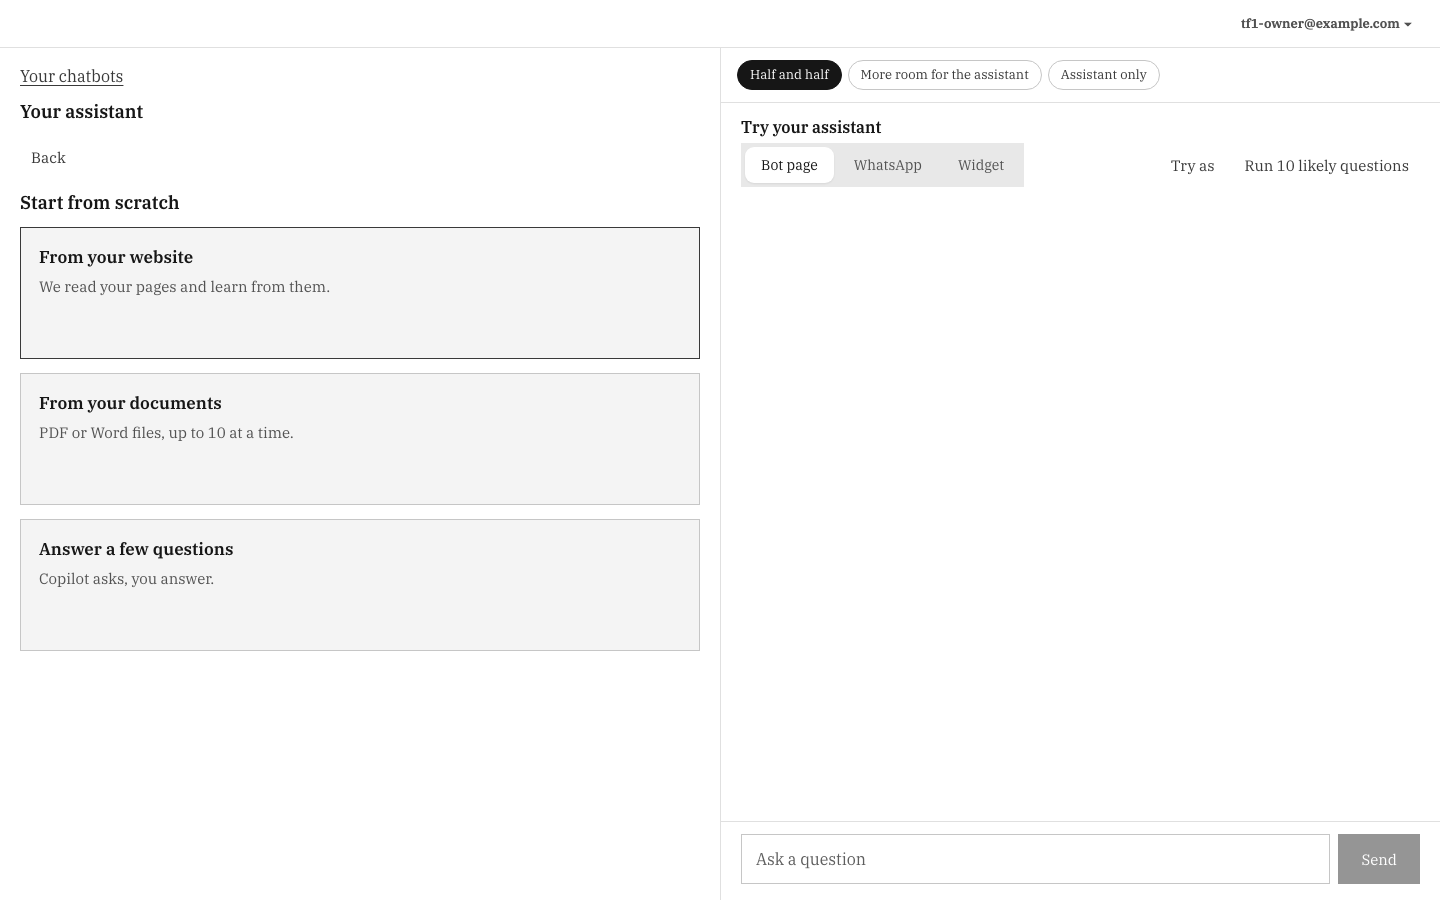 tf1-owner@example.com
Your chatbots
Your assistant
Back
Start from scratch
From your website
We read your pages and learn from them.
From your documents
PDF or Word files, up to 10 at a time.
Answer a few questions
Copilot asks, you answer.
Half and half
More room for the assistant
Assistant only
Try your assistant
Bot page
WhatsApp
Widget
Try as
Run 10 likely questions
Ask a question
Send